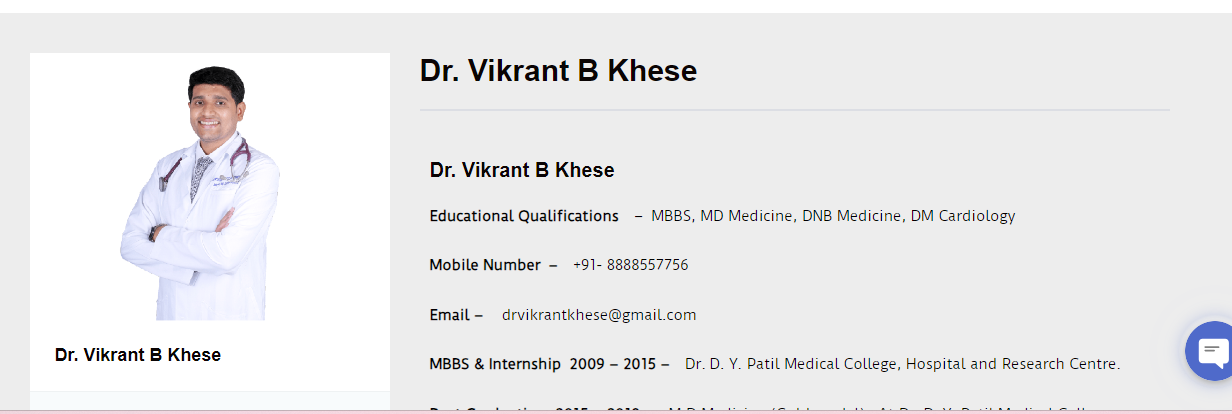 Dr. Vikrant B Khese
Dr. Vikrant B Khese
Educational Qualifications – MBBS, MD Medicine, DNB Medicine, DM Cardiology
Mobile Number – +91- 8888557756
Email – drvikrantkhese@gmail.com
MBBS & Internship 2009 – 2015 – Dr. D. Y. Patil Medical College, Hospital and Research Centre.
Dr. Vikrant B Khese